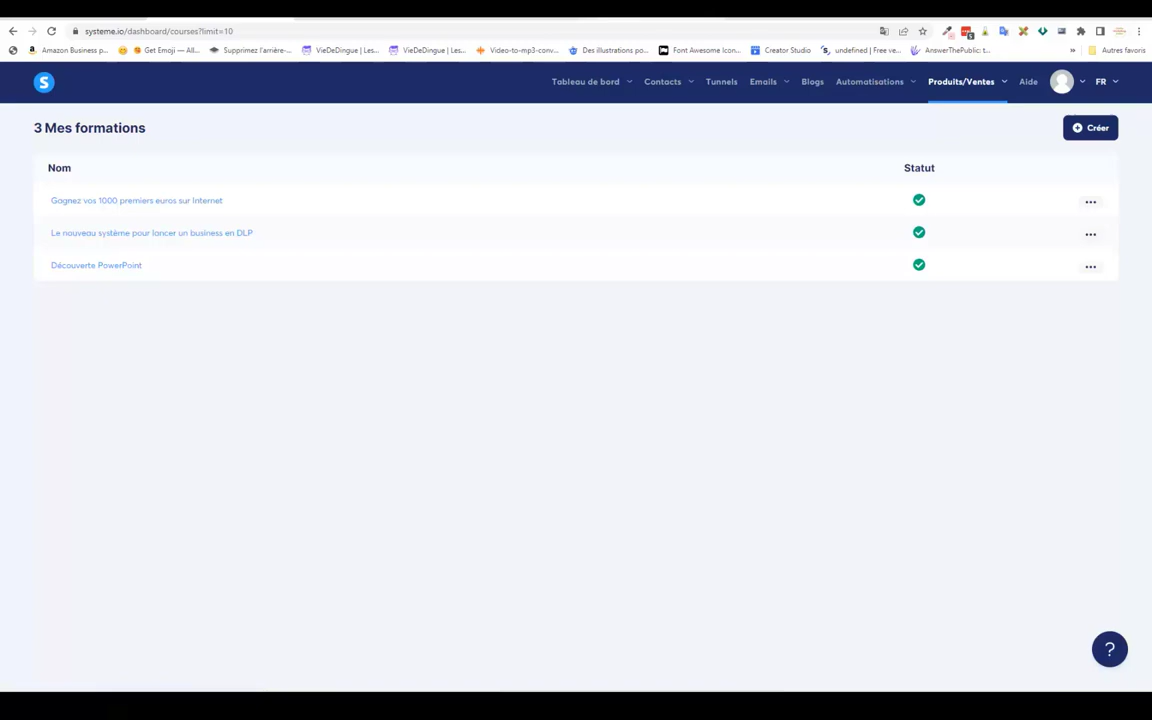 systeme.io/dashboard/courses?limit=10
Amazon Business p... Get Emoji — All... Supprimez l'arrière-... VieDeDingue | Les... VieDeDingue | Les... Video-to-mp3-conv... Des illustrations po... Font Awesome Icon... Creator Studio undefined | Free ve... AnswerThePublic: t... » Autres favoris
S Tableau de bord Contacts Tunnels Emails Blogs Automatisations Produits/Ventes Aide FR
3 Mes formations Créer
Nom Statut
Gagnez vos 1000 premiers euros sur Internet ...
Le nouveau système pour lancer un business en DLP ...
Découverte PowerPoint ...
?